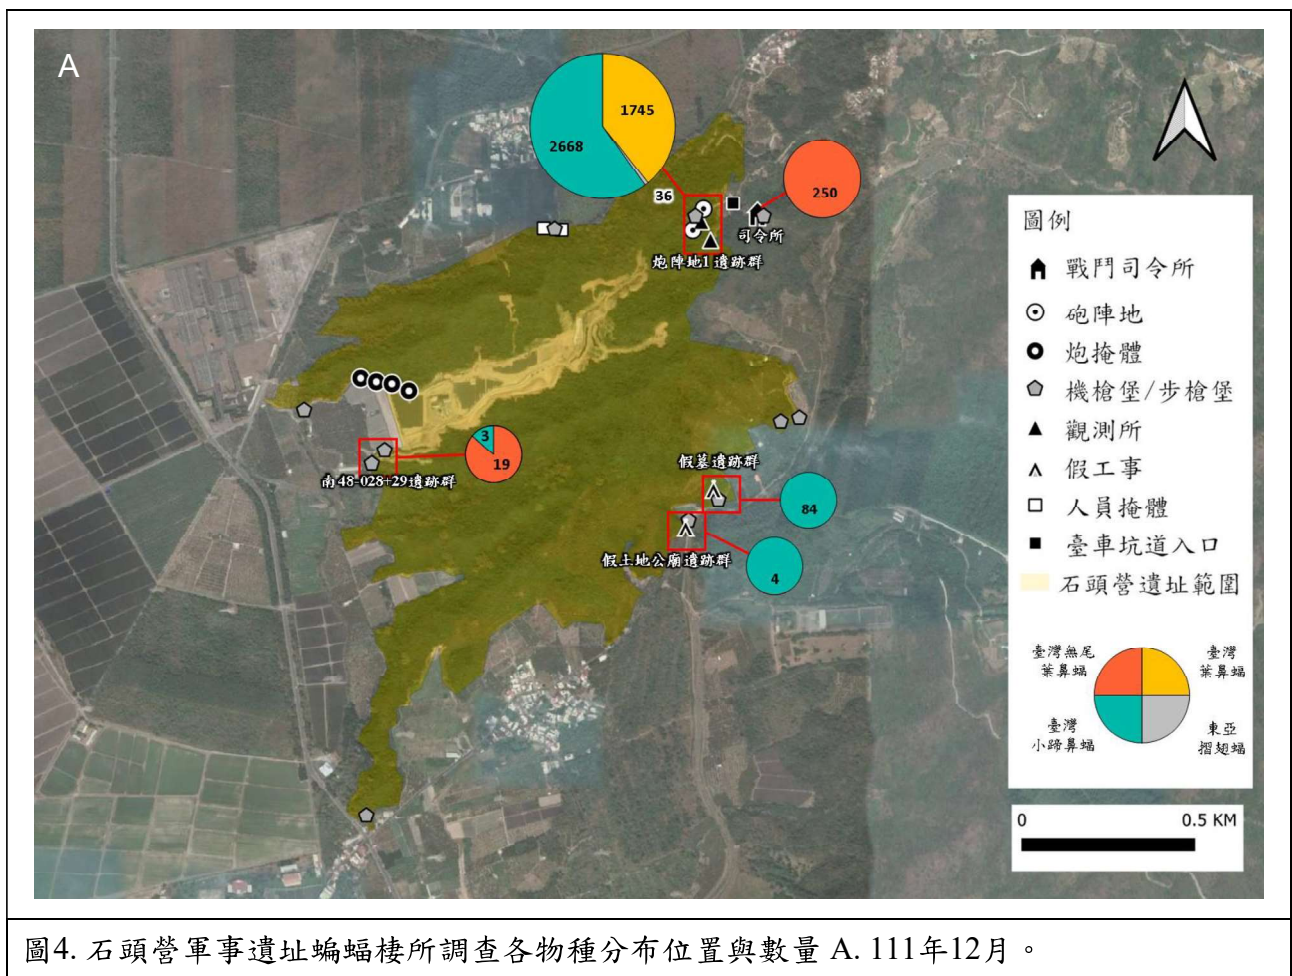 A
1745
2668
250
36
司令所
炮陣地1遺跡群
3
19
南48-028+29遺跡群
假墓遺跡群
84
假土地公廟遺跡群
4
圖例
戰鬥司令所
砲陣地
炮掩體
機槍堡/步槍堡
觀測所
假工事
人員掩體
臺車坑道入口
石頭營遺址範圍
臺灣無尾
葉鼻蝠
臺灣
葉鼻蝠
臺灣
小蹄鼻蝠
東亞
摺翅蝠
0
0.5 KM
圖4. 石頭營軍事遺址蝙蝠棲所調查各物種分布位置與數量 A. 111年12月。